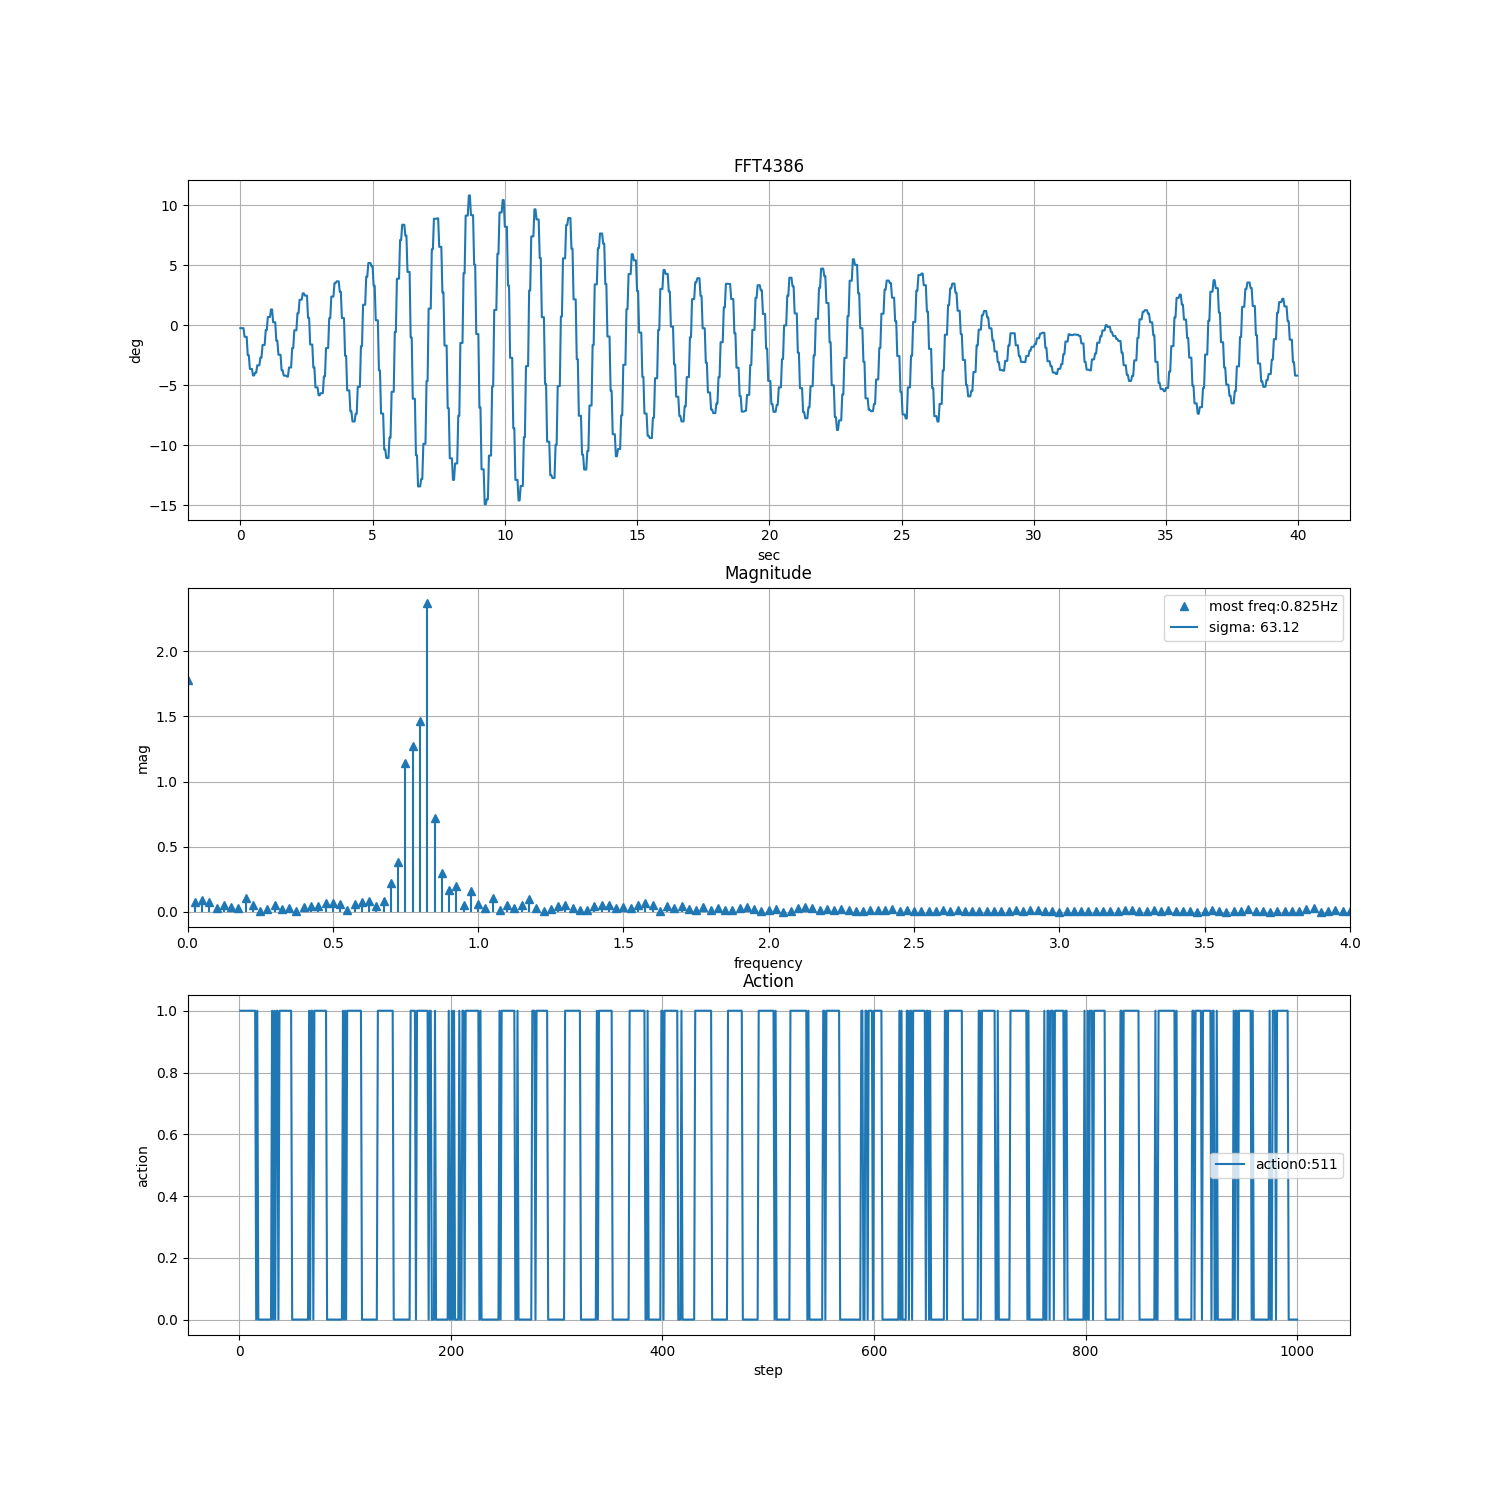 FFT4386
10
5
0
−5
−10
−15
deg
0 5 10 15 20 25 30 35 40
sec
Magnitude
most freq:0.825Hz
sigma: 63.12
2.0
1.5
1.0
0.5
0.0
mag
0.0 0.5 1.0 1.5 2.0 2.5 3.0 3.5 4.0
frequency
Action
1.0
0.8
0.6
0.4
0.2
0.0
action
action0:511
0 200 400 600 800 1000
step